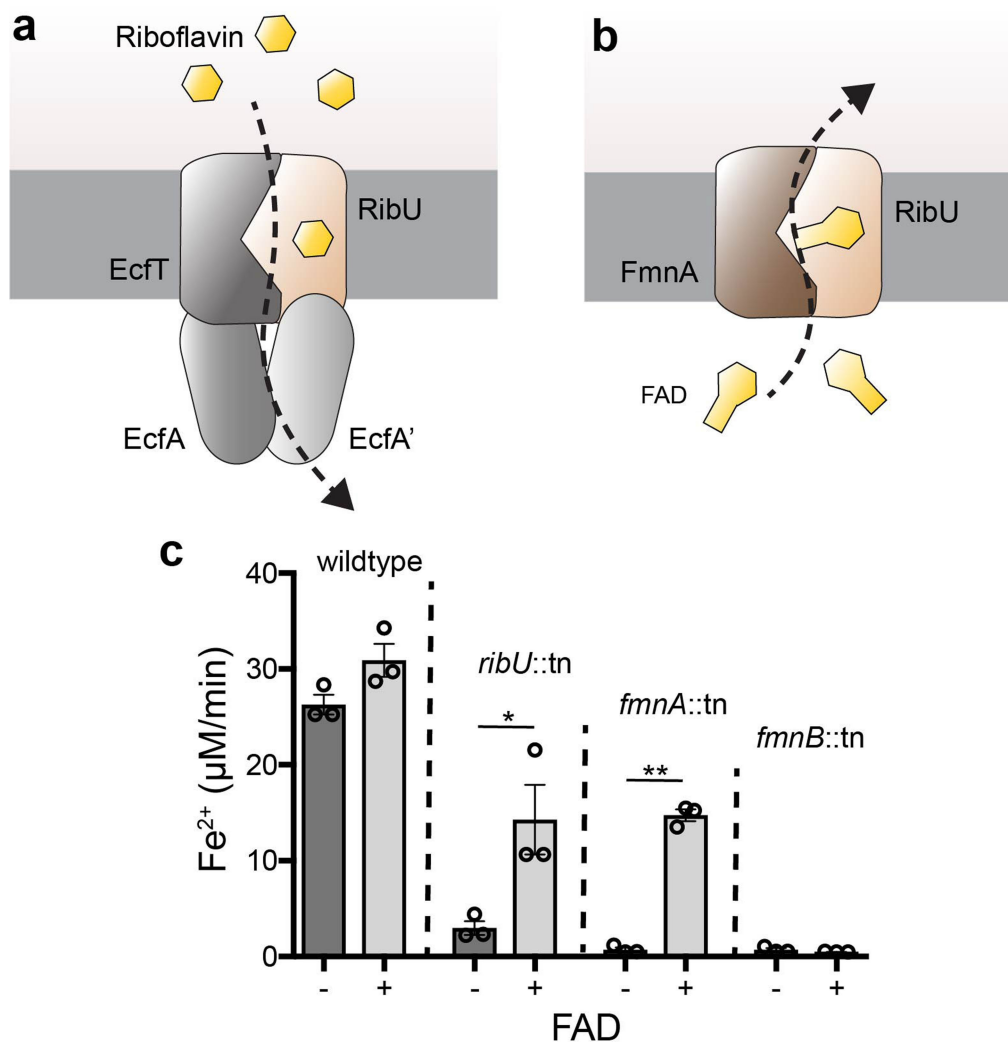 a
Riboflavin
RibU
EcfT
EcfA
EcfA'
b
RibU
FmnA
FAD
c
wildtype
ribU::tn
fmnA::tn
fmnB::tn
*
**
Fe²⁺ (µM/min)
40
30
20
10
0
- + - + - + - +
FAD